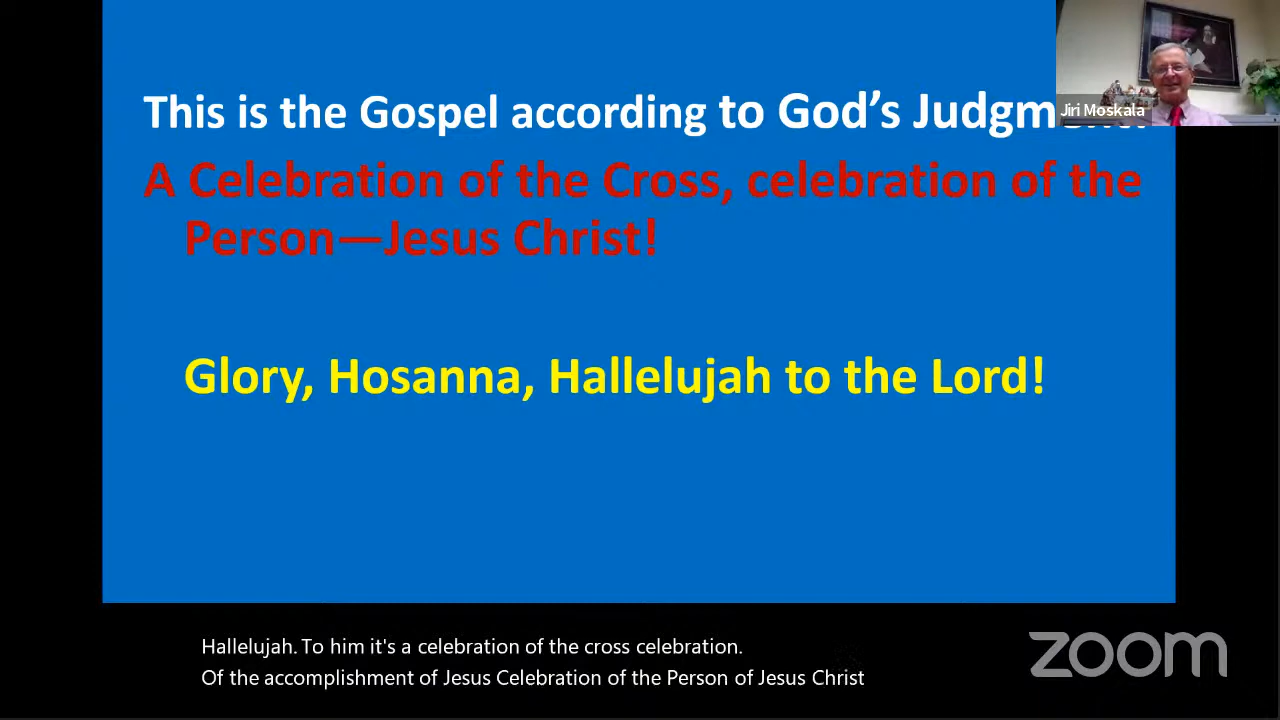 This is the Gospel according to God's Judgm
A Celebration of the Cross, celebration of the
Person—Jesus Christ!
Glory, Hosanna, Hallelujah to the Lord!
Jiri Moskala
Hallelujah. To him it's a celebration of the cross celebration.
Of the accomplishment of Jesus Celebration of the Person of Jesus Christ
zoom